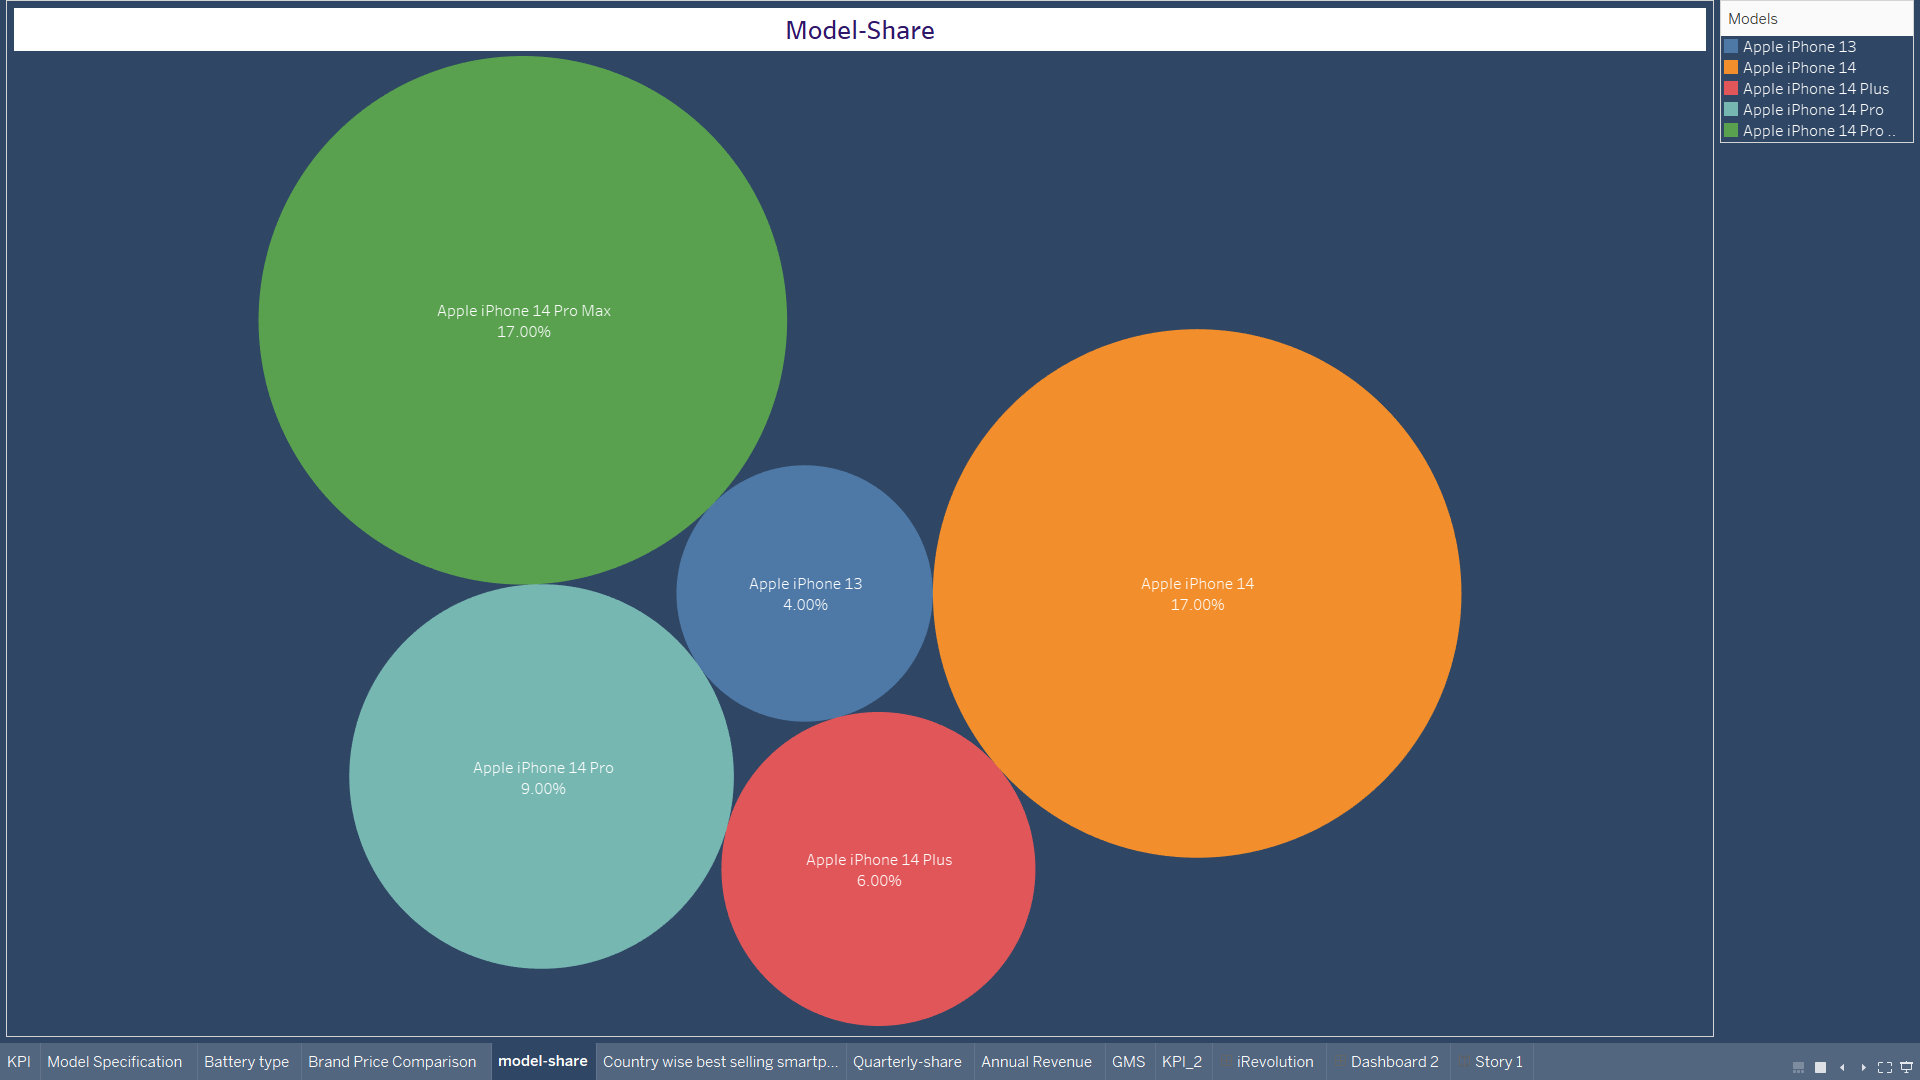 Model-Share
Models
Apple iPhone 13
Apple iPhone 14
Apple iPhone 14 Plus
Apple iPhone 14 Pro
Apple iPhone 14 Pro ..
Apple iPhone 14 Pro Max
17.00%
Apple iPhone 13
4.00%
Apple iPhone 14
17.00%
Apple iPhone 14 Pro
9.00%
Apple iPhone 14 Plus
6.00%
KPI
Model Specification
Battery type
Brand Price Comparison
model-share
Country wise best selling smartp...
Quarterly-share
Annual Revenue
GMS
KPI_2
iRevolution
Dashboard 2
Story 1